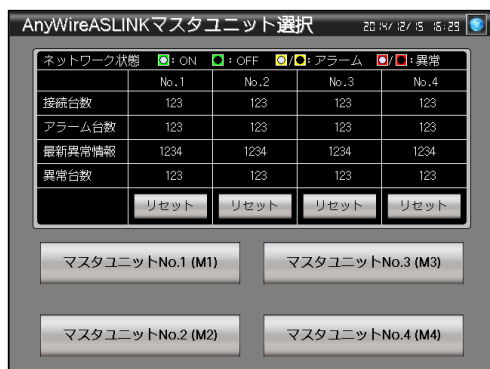 AnyWireASLINKマスタユニット選択 2014/12/15 16:29
ネットワーク状態 : ON : OFF / : アラーム / : 異常
No.1 No.2 No.3 No.4
接続台数 123 123 123 123
アラーム台数 123 123 123 123
最新異常情報 1234 1234 1234 1234
異常台数 123 123 123 123
リセット リセット リセット リセット
マスタユニットNo.1 (M1) マスタユニットNo.3 (M3)
マスタユニットNo.2 (M2) マスタユニットNo.4 (M4)